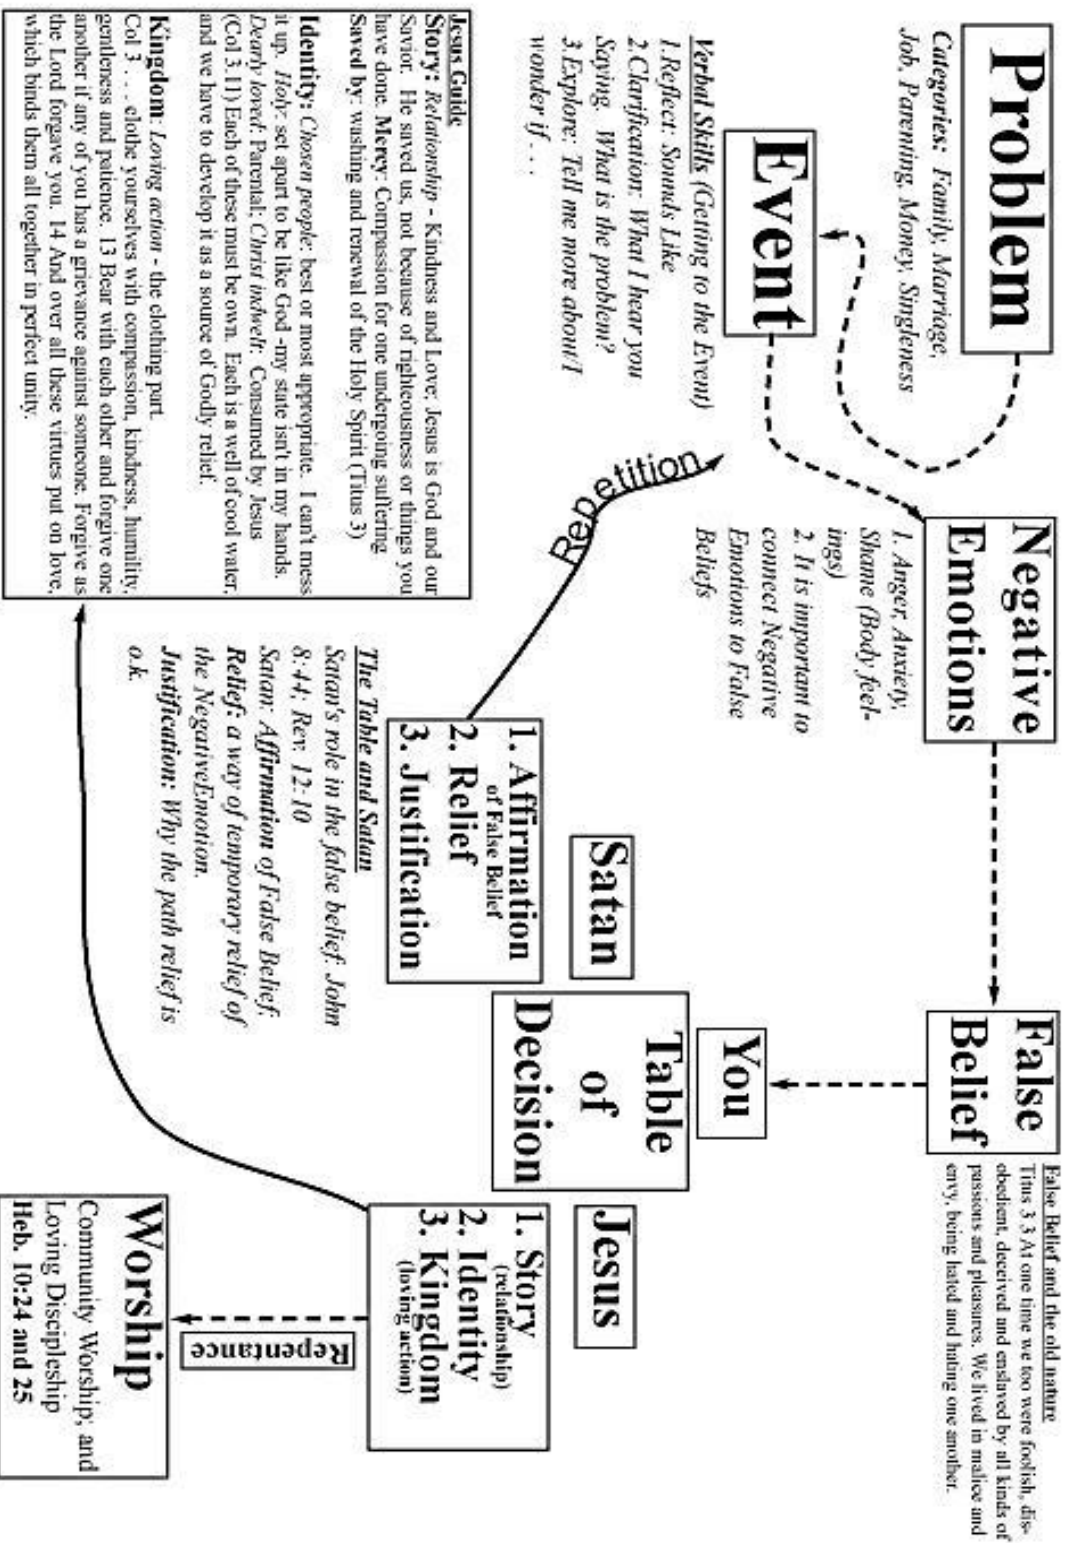 Problem
Categories: Family, Marriage,
Job, Parenting, Money, Singleness
Event
Verbal Skills (Getting to the Event)
1.Reflect: Sounds Like
2.Clarification: What I hear you
Saying. What is the problem?
3.Explore: Tell me more about/I
wonder if . . .
Negative
Emotions
1. Anger, Anxiety,
Shame (Body feel-
ings)
2. It is important to
connect Negative
Emotions to False
Beliefs
False
Belief
False Belief and the old nature
Titus 3 3 At one time we too were foolish, dis-
obedient, deceived and enslaved by all kinds of
passions and pleasures. We lived in malice and
envy, being hated and hating one another.
You
Table
of
Decision
Satan
1. Affirmation
of False Belief
2. Relief
3. Justification
Repetition
The Table and Satan
Satan's role in the false belief. John
8:44; Rev. 12:10
Satan: Affirmation of False Belief;
Relief: a way of temporary relief of
the NegativeEmotion.
Justification: Why the path relief is
o.k.
Jesus
1. Story
(relationship)
2. Identity
3. Kingdom
(loving action)
Repentance
Worship
Community Worship; and
Loving Discipleship
Heb. 10:24 and 25
Jesus Guide
Story: Relationship - Kindness and Love; Jesus is God and our
Savior. He saved us, not because of righteousness or things you
have done. Mercy: Compassion for one undergoing suffering
Saved by: washing and renewal of the Holy Spirit (Titus 3)
Identity: Chosen people: best or most appropriate. I can't mess
it up. Holy: set apart to be like God -my state isn't in my hands.
Dearly loved: Parental; Christ indwelt: Consumed by Jesus
(Col 3.11) Each of these must be own. Each is a well of cool water,
and we have to develop it as a source of Godly relief.
Kingdom: Loving action - the clothing part.
Col 3 . . . clothe yourselves with compassion, kindness, humility,
gentleness and patience. 13 Bear with each other and forgive one
another if any of you has a grievance against someone. Forgive as
the Lord forgave you. 14 And over all these virtues put on love,
which binds them all together in perfect unity.